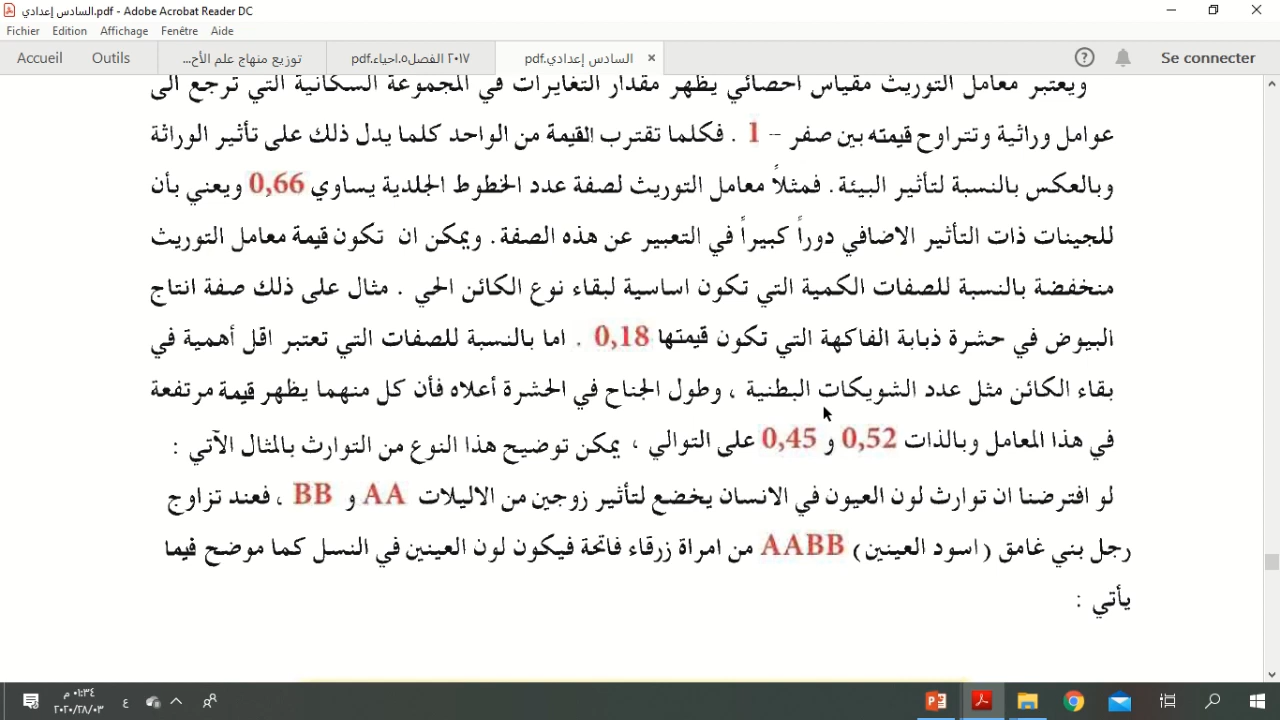 السادس إعدادي.pdf - Adobe Acrobat Reader DC
Fichier Edition Affichage Fenêtre Aide
Accueil Outils توزيع منهاج علم الأح... ٢٠١٧ الفصل٥.احياء.pdf السادس إعدادي.pdf × Se connecter
ويعتبر معامل التوريث مقياس احصائي يظهر مقدار التغايرات في المجموعة السكانية التي ترجع الى
عوامل وراثية وتتراوح قيمته بين صفر -- 1 . فكلما تقترب القيمة من الواحد كلما يدل ذلك على تأثير الوراثة
وبالعكس بالنسبة لتأثير البيئة. فمثلاً معامل التوريث لصفة عدد الخطوط الجلدية يساوي 0,66 ويعني بأن
للجينات ذات التأثير الاضافي دوراً كبيراً في التعبير عن هذه الصفة. ويمكن ان تكون قيمة معامل التوريث
منخفضة بالنسبة للصفات الكمية التي تكون اساسية لبقاء نوع الكائن الحي . مثال على ذلك صفة انتاج
البيوض في حشرة ذبابة الفاكهة التي تكون قيمتها 0,18 . اما بالنسبة للصفات التي تعتبر اقل أهمية في
بقاء الكائن مثل عدد الشويكات البطنية ، وطول الجناح في الحشرة أعلاه فأن كل منهما يظهر قيمة مرتفعة
في هذا المعامل وبالذات 0,52 و 0,45 على التوالي ، يمكن توضيح هذا النوع من التوارث بالمثال الآتي :
لو افترضنا ان توارث لون العيون في الانسان يخضع لتأثير زوجين من الاليلات AA و BB ، فعند تزاوج
رجل بني غامق (اسود العينين) AABB من امراة زرقاء فاتحة فيكون لون العينين في النسل كما موضح فيما
يأتي :
٠١:٣٤ م
٢٠٢٠/٢٨/٠٣
ع